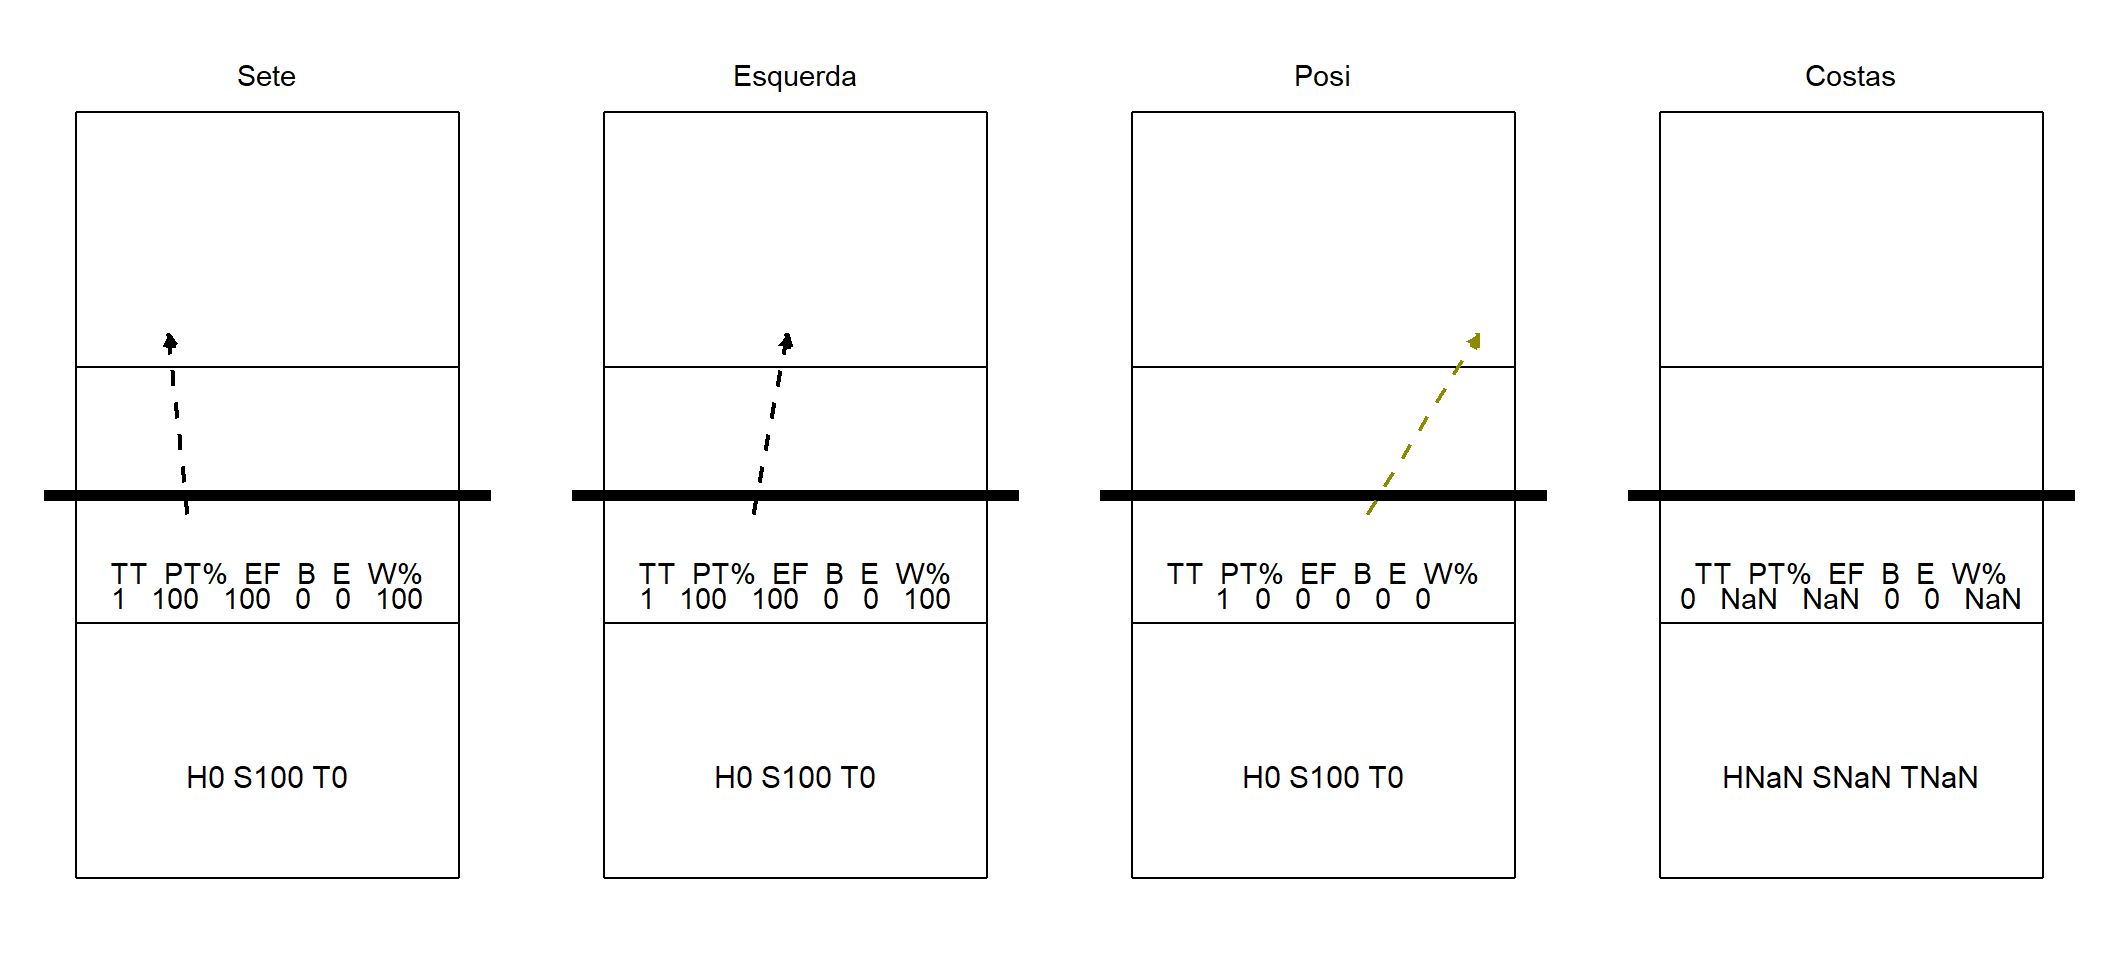 Sete
TT PT% EF B E W%
1 100 100 0 0 100
H0 S100 T0
Esquerda
TT PT% EF B E W%
1 100 100 0 0 100
H0 S100 T0
Posi
TT PT% EF B E W%
1 0 0 0 0 0
H0 S100 T0
Costas
TT PT% EF B E W%
0 NaN NaN 0 0 NaN
HNaN SNaN TNaN